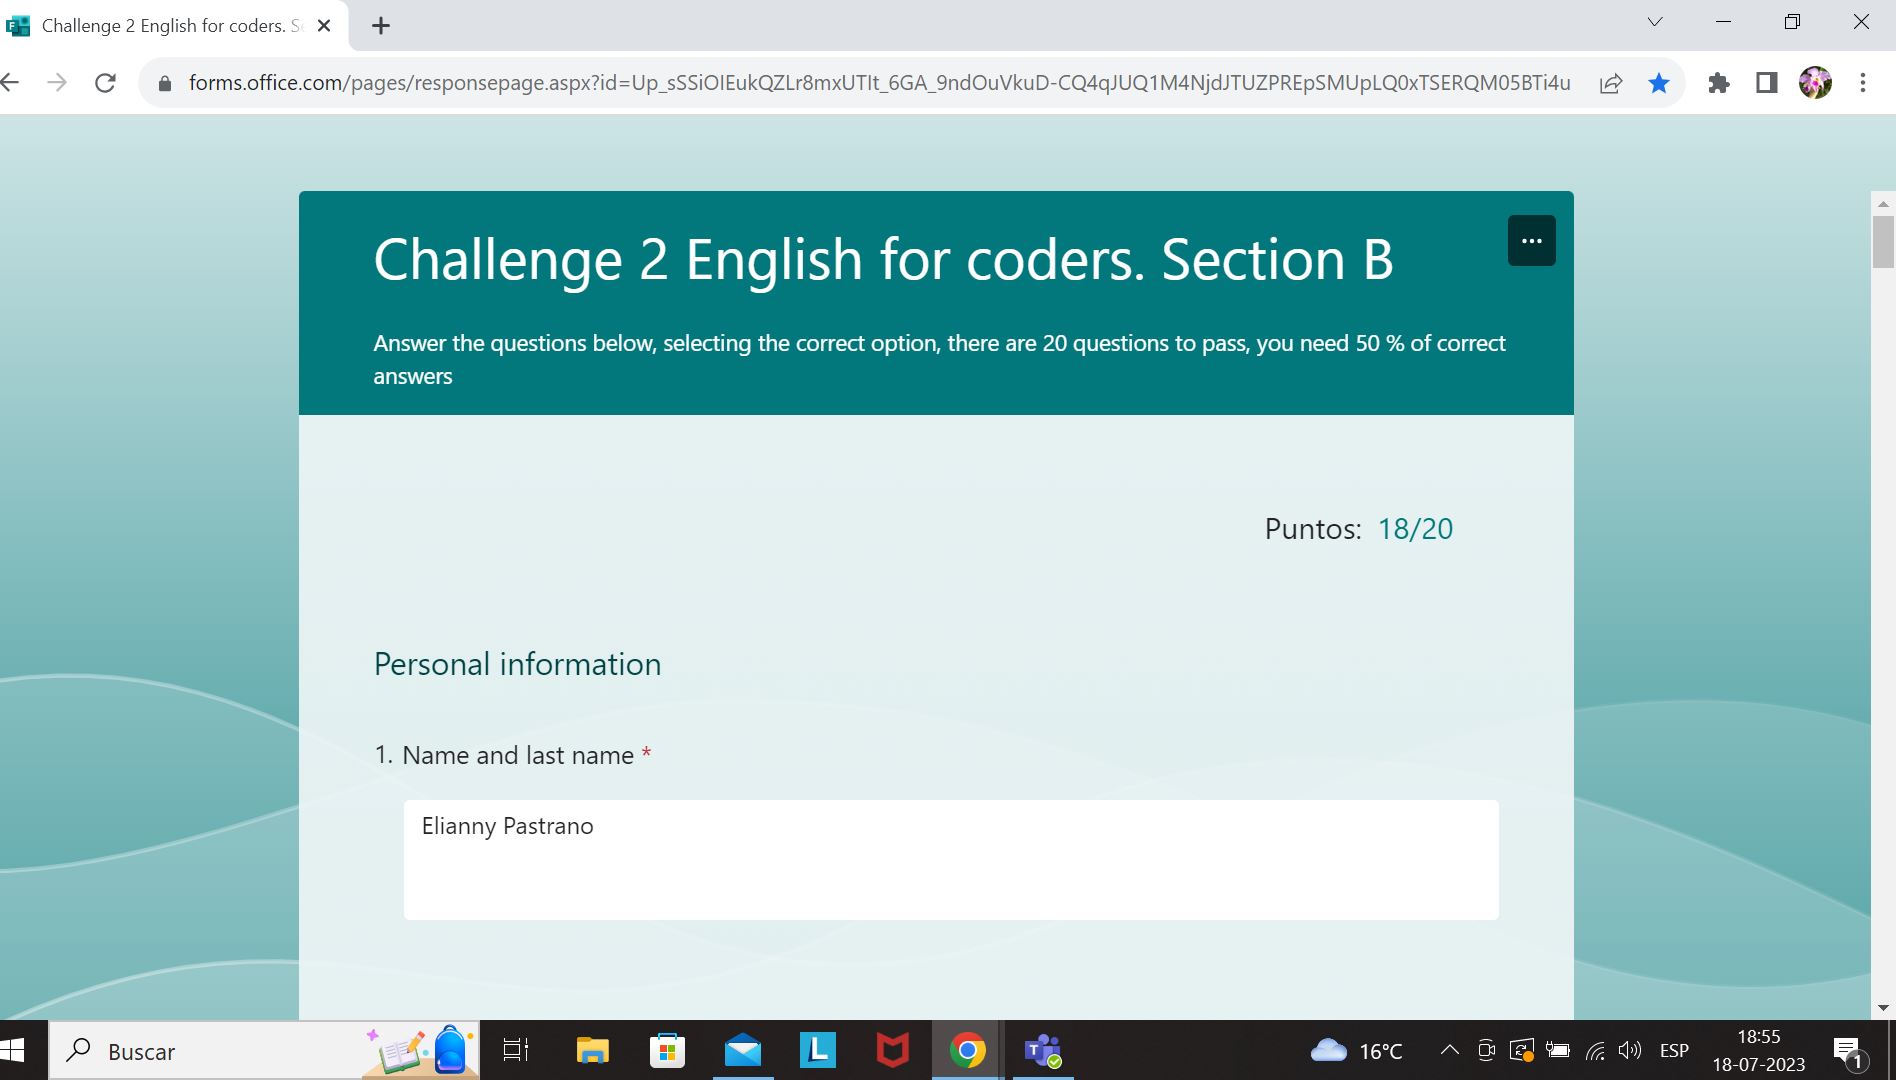 Challenge 2 English for coders. Se
forms.office.com/pages/responsepage.aspx?id=Up_sSSiOIEukQZLr8mxUTIt_6GA_9ndOuVkuD-CQ4qJUQ1M4NjdJTUZPREpSMUpLQ0xTSERQM05BTi4u
Challenge 2 English for coders. Section B
...
Answer the questions below, selecting the correct option, there are 20 questions to pass, you need 50 % of correct
answers
Puntos: 18/20
Personal information
1. Name and last name *
Elianny Pastrano
Buscar
L
T
16°C
ESP
18:55
18-07-2023
1